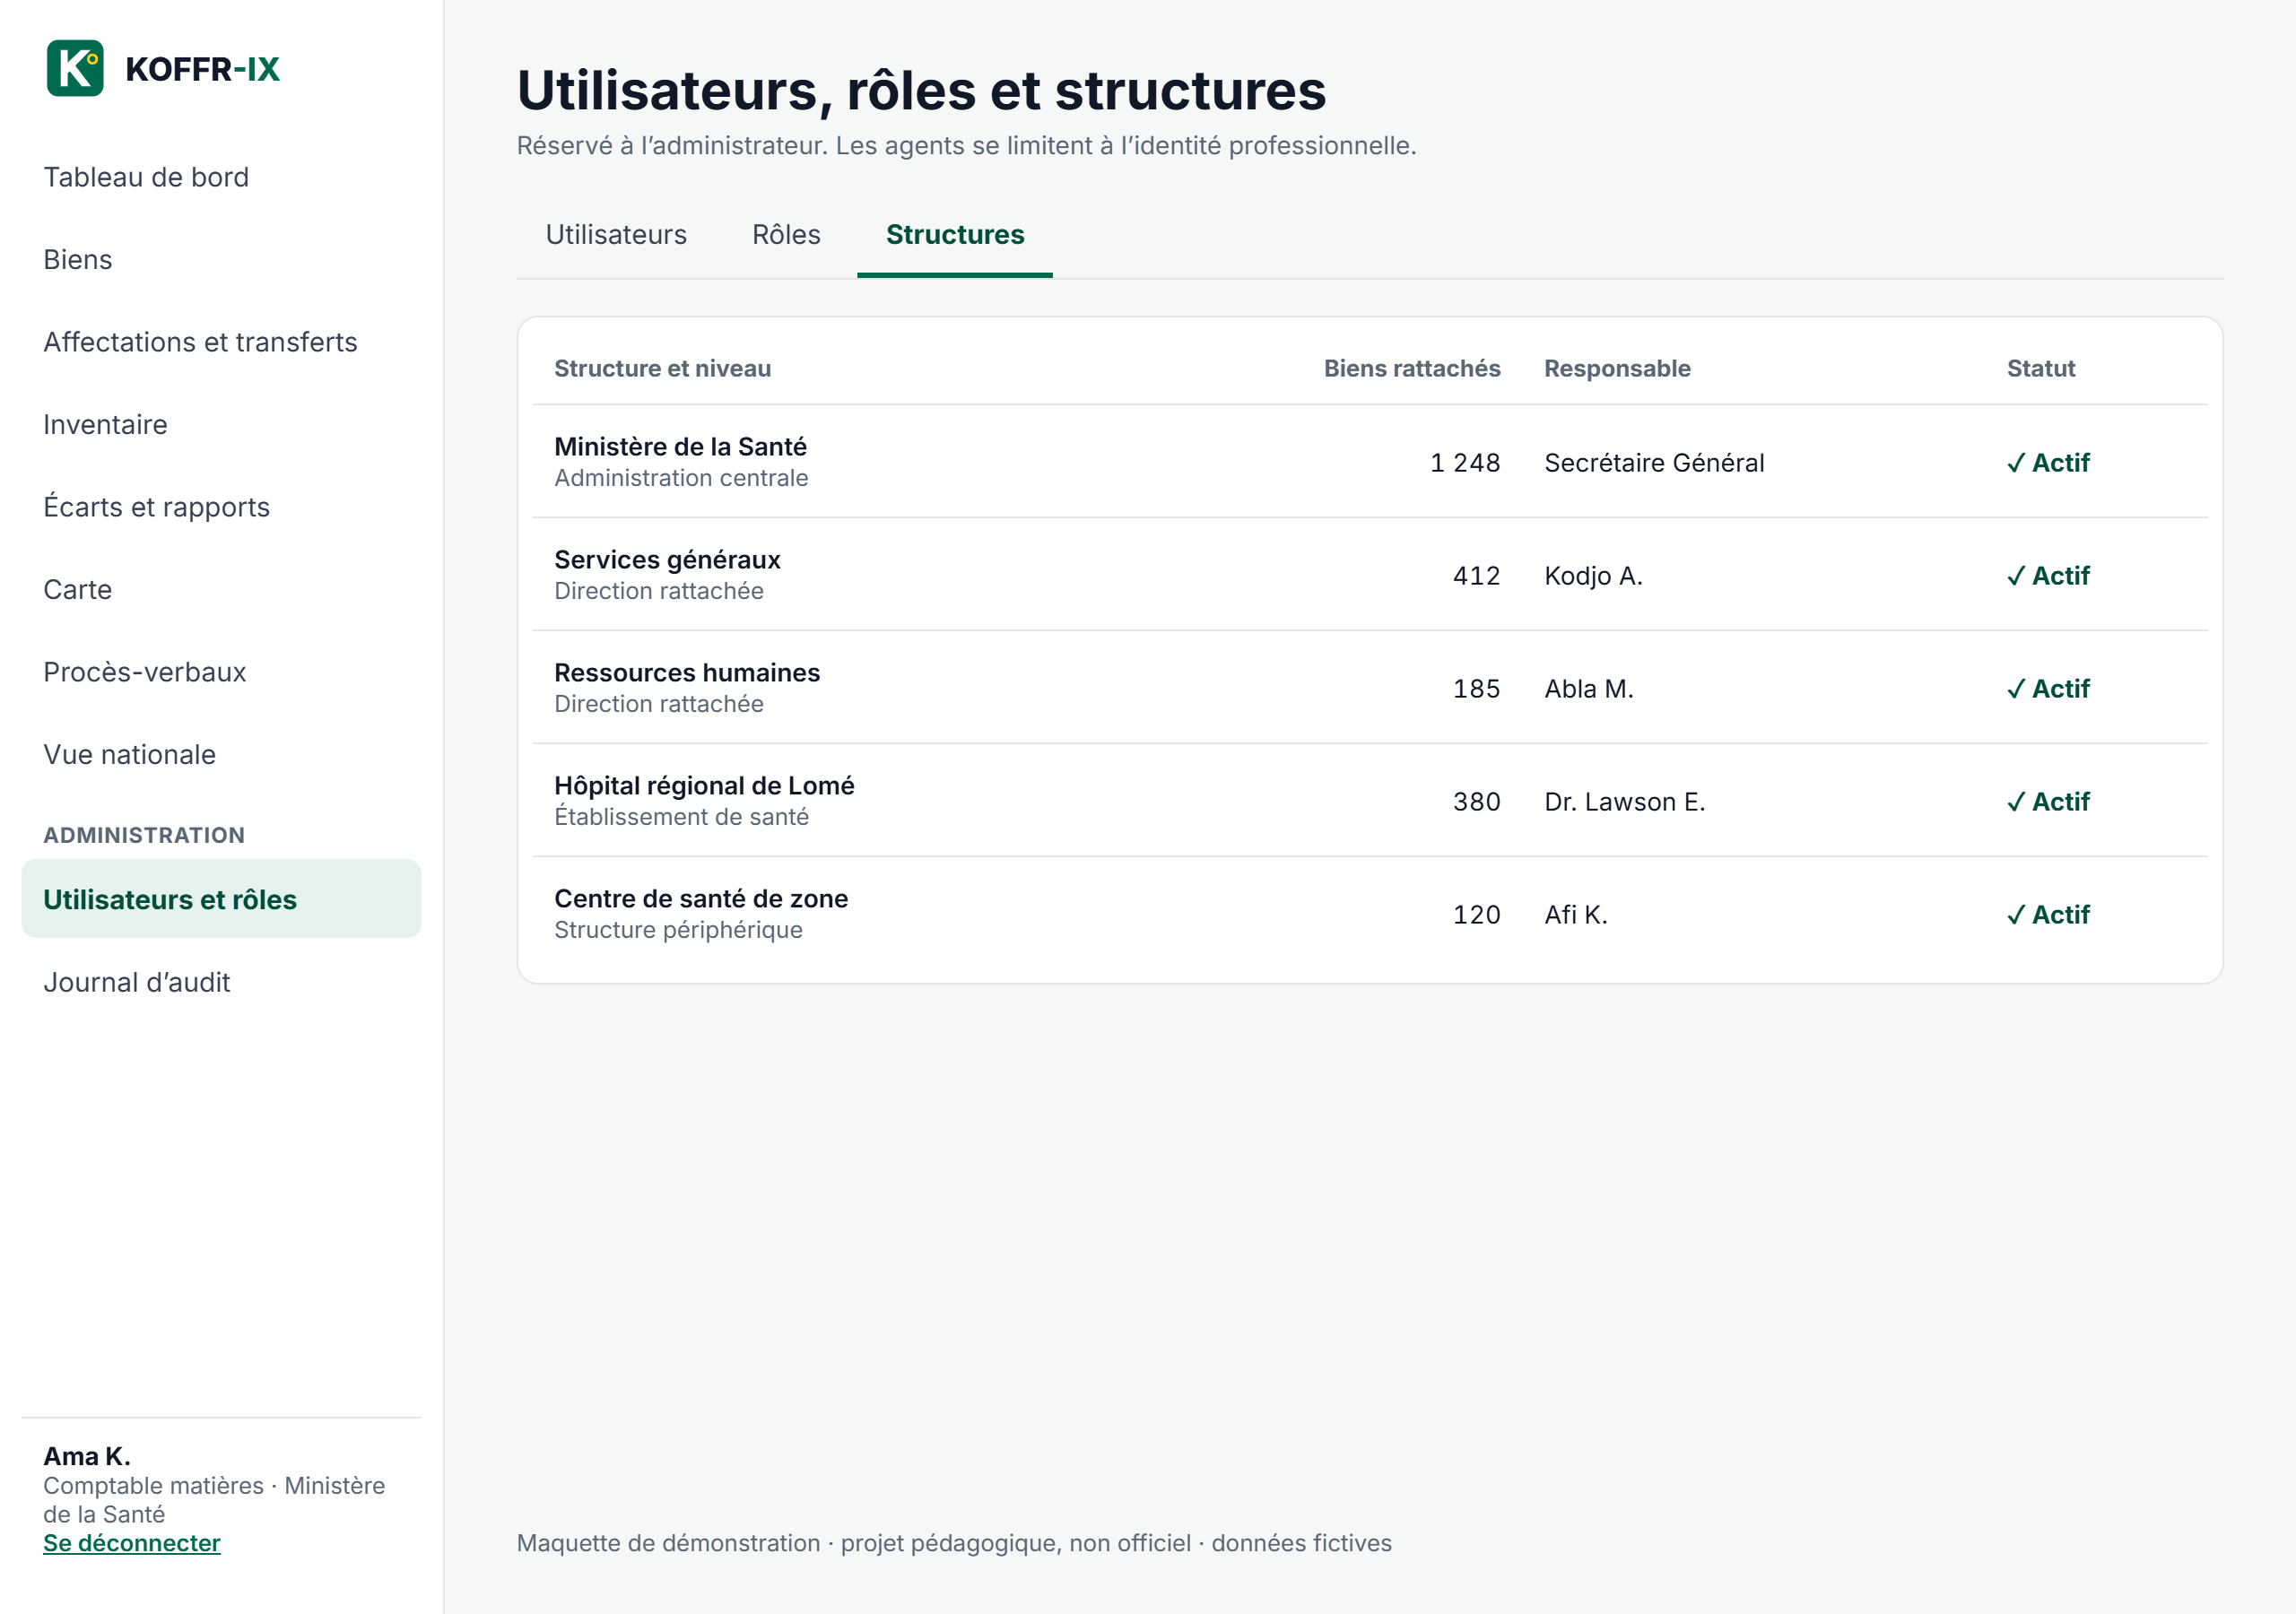 KOFFR-IX
Tableau de bord
Biens
Affectations et transferts
Inventaire
Écarts et rapports
Carte
Procès-verbaux
Vue nationale
ADMINISTRATION
Utilisateurs et rôles
Journal d’audit
Ama K.
Comptable matières · Ministère
de la Santé
Se déconnecter
Utilisateurs, rôles et structures
Réservé à l’administrateur. Les agents se limitent à l’identité professionnelle.
Utilisateurs Rôles Structures
Structure et niveau Biens rattachés Responsable Statut
Ministère de la Santé
Administration centrale
1 248 Secrétaire Général ✓ Actif
Services généraux
Direction rattachée
412 Kodjo A. ✓ Actif
Ressources humaines
Direction rattachée
185 Abla M. ✓ Actif
Hôpital régional de Lomé
Établissement de santé
380 Dr. Lawson E. ✓ Actif
Centre de santé de zone
Structure périphérique
120 Afi K. ✓ Actif
Maquette de démonstration · projet pédagogique, non officiel · données fictives